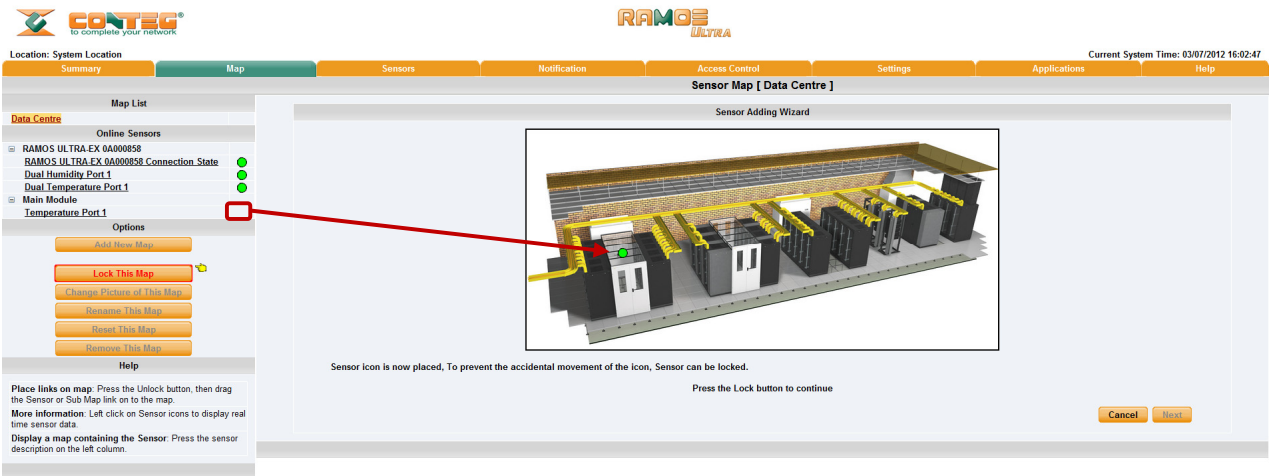 CONTEG®
to complete your network
RAMOS
ULTRA
Location: System Location
Current System Time: 03/07/2012 16:02:47
Summary Map Sensors Notification Access Control Settings Applications Help
Sensor Map [ Data Centre ]
Map List
Data Centre
Online Sensors
RAMOS ULTRA-EX 0A000858
RAMOS ULTRA-EX 0A000858 Connection State
Dual Humidity Port 1
Dual Temperature Port 1
Main Module
Temperature Port 1
Options
Add New Map
Lock This Map
Change Picture of This Map
Rename This Map
Reset This Map
Remove This Map
Help
Place links on map: Press the Unlock button, then drag
the Sensor or Sub Map link on to the map.
More information: Left click on Sensor icons to display real
time sensor data.
Display a map containing the Sensor: Press the sensor
description on the left column.
Sensor Adding Wizard
Sensor icon is now placed, To prevent the accidental movement of the icon, Sensor can be locked.
Press the Lock button to continue
Cancel Next